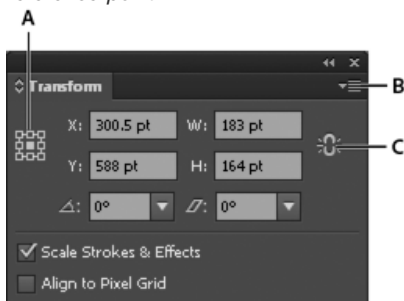 A
Transform
B
X: 300.5 pt W: 183 pt
C
Y: 588 pt H: 164 pt
0° 0°
Scale Strokes & Effects
Align to Pixel Grid